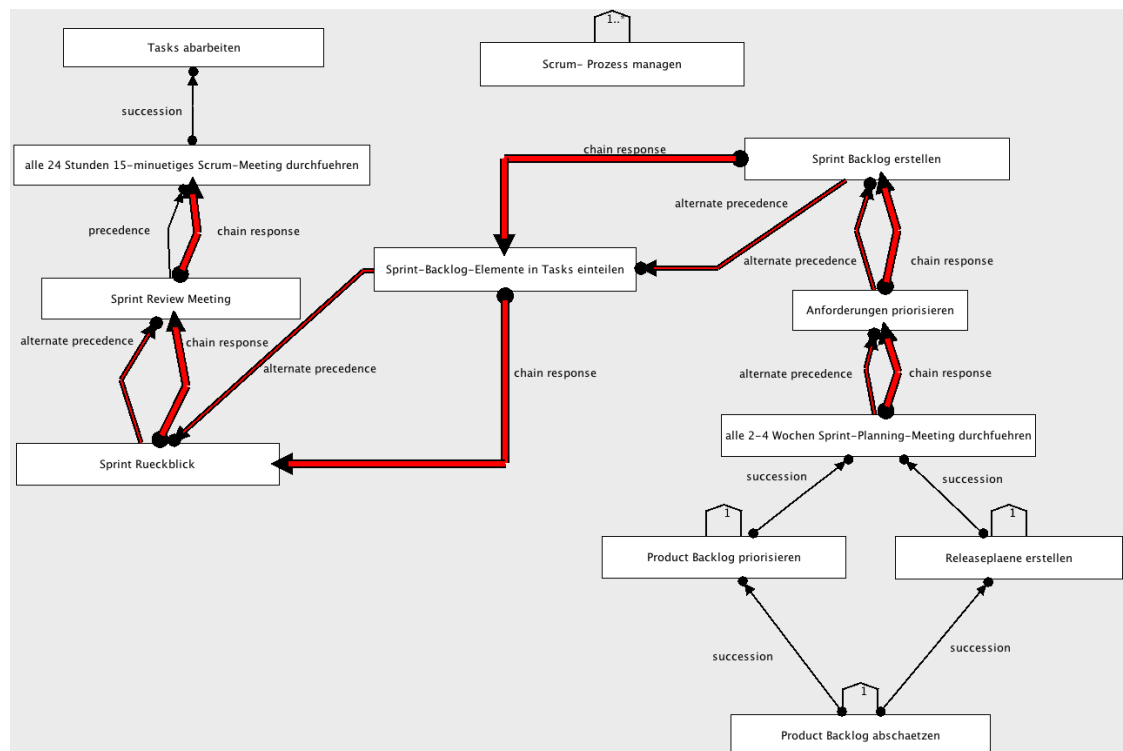 1..*
Tasks abarbeiten
Scrum- Prozess managen
succession
alle 24 Stunden 15-minuetiges Scrum-Meeting durchfuehren
chain response
Sprint Backlog erstellen
alternate precedence
precedence
chain response
Sprint-Backlog-Elemente in Tasks einteilen
alternate precedence
chain response
Sprint Review Meeting
Anforderungen priorisieren
alternate precedence
chain response
alternate precedence
chain response
alternate precedence
chain response
alle 2-4 Wochen Sprint-Planning-Meeting durchfuehren
Sprint Rueckblick
succession
succession
1
1
Product Backlog priorisieren
Releaseplaene erstellen
succession
succession
1
Product Backlog abschaetzen